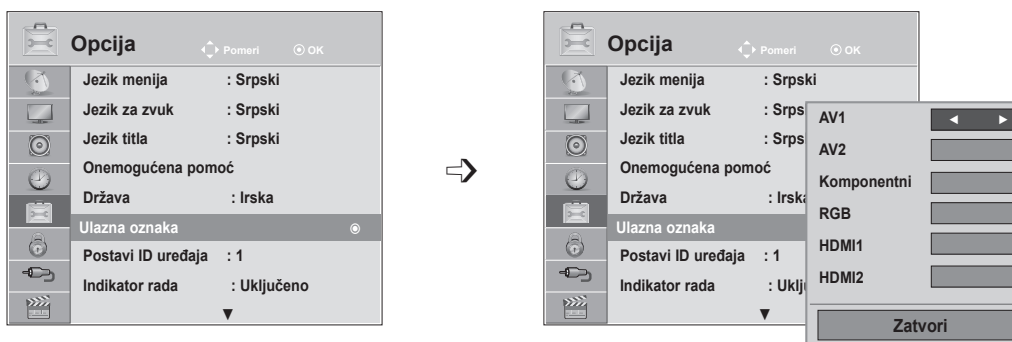 Opcija Pomeri OK
Jezik menija : Srpski
Jezik za zvuk : Srpski
Jezik titla : Srpski
Onemogućena pomoć
Država : Irska
Ulazna oznaka
Postavi ID uređaja : 1
Indikator rada : Uključeno
Opcija Pomeri OK
Jezik menija : Srpski
Jezik za zvuk : Srps
Jezik titla : Srps
Onemogućena pomoć
Država : Irska
Ulazna oznaka
Postavi ID uređaja : 1
Indikator rada : Uklj
AV1
AV2
Komponentni
RGB
HDMI1
HDMI2
Zatvori